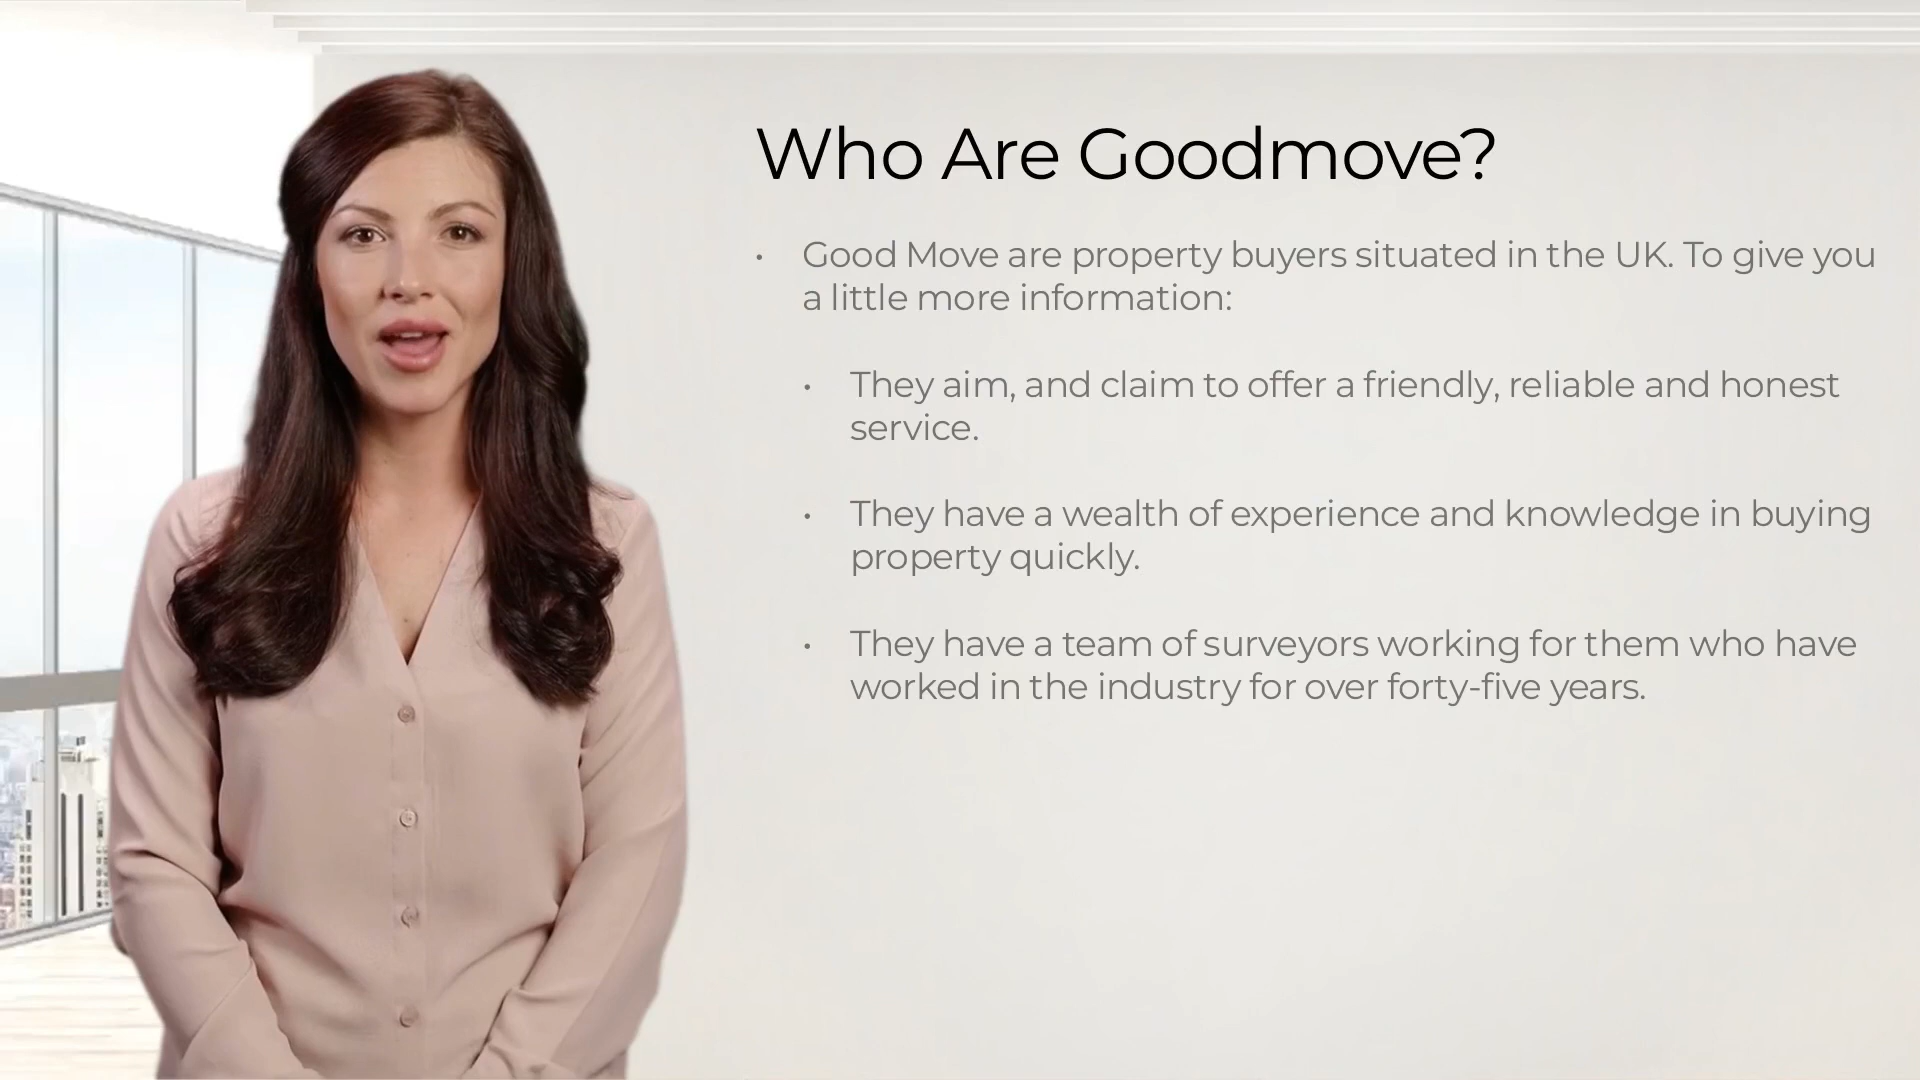 Who Are Goodmove?
• Good Move are property buyers situated in the UK. To give you
a little more information:
• They aim, and claim to offer a friendly, reliable and honest
service.
• They have a wealth of experience and knowledge in buying
property quickly.
• They have a team of surveyors working for them who have
worked in the industry for over forty-five years.